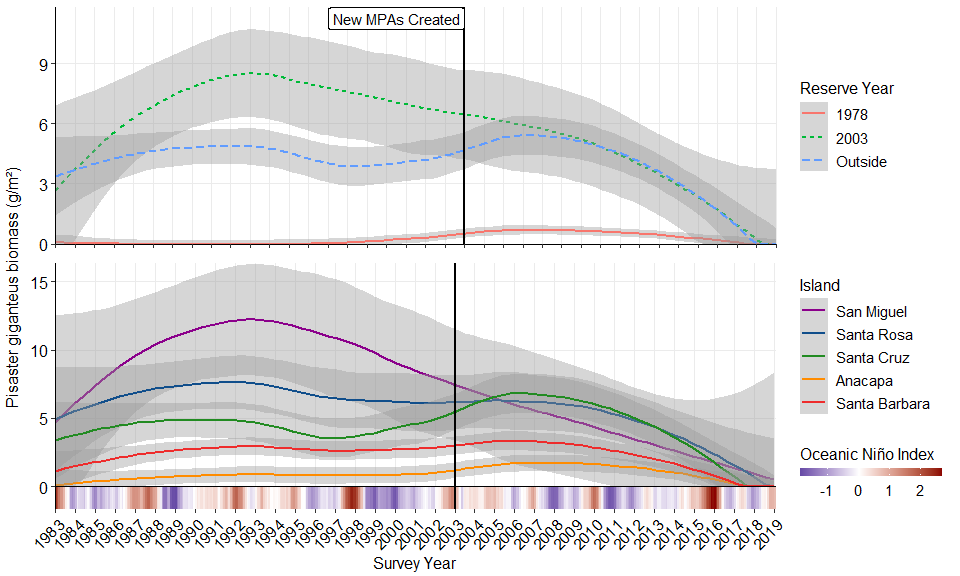 New MPAs Created
Pisaster giganteus biomass (g/m²)
9
6
3
0
Reserve Year
1978
2003
Outside
15
10
5
0
Island
San Miguel
Santa Rosa
Santa Cruz
Anacapa
Santa Barbara
Oceanic Niño Index
-1 0 1 2
1983 1984 1985 1986 1987 1988 1989 1990 1991 1992 1993 1994 1995 1996 1997 1998 1999 2000 2001 2002 2003 2004 2005 2006 2007 2008 2009 2010 2011 2012 2013 2014 2015 2016 2017 2018 2019
Survey Year